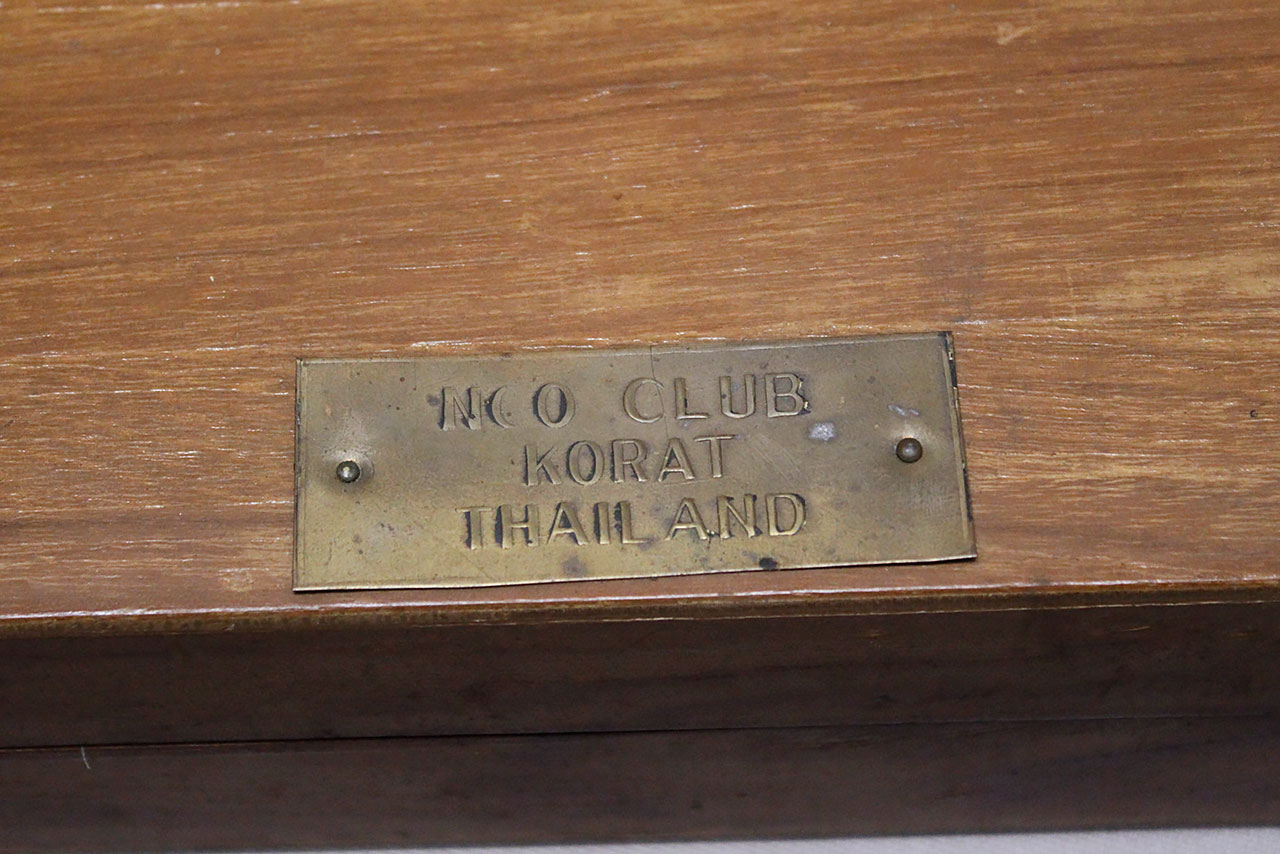 NCO CLUB
KORAT
THAILAND